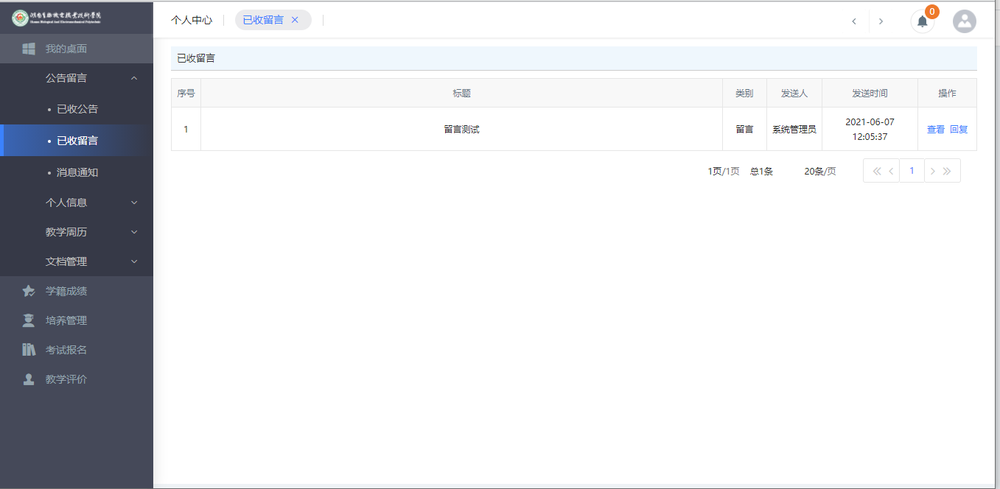 湖南生物机电职业技术学院
Hunan Biological And Electromechanical Polytechnic
个人中心
已收留言
0
我的桌面
公告留言
已收公告
已收留言
消息通知
个人信息
教学周历
文档管理
学籍成绩
培养管理
考试报名
教学评价
已收留言
序号 标题 类别 发送人 发送时间 操作
1 留言测试 留言 系统管理员 2021-06-07 12:05:37 查看 回复
1页/1页 总1条 20条/页 1